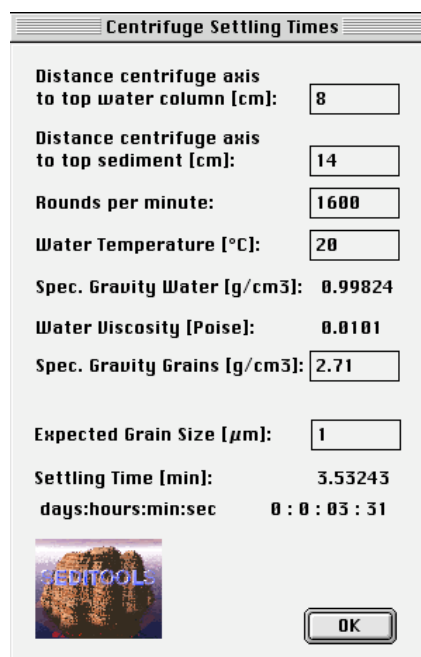 Centrifuge Settling Times
Distance centrifuge axis
to top water column [cm]: 8
Distance centrifuge axis
to top sediment [cm]: 14
Rounds per minute: 1600
Water Temperature [°C]: 20
Spec. Gravity Water [g/cm3]: 0.99824
Water Viscosity [Poise]: 0.0101
Spec. Gravity Grains [g/cm3]: 2.71
Expected Grain Size [µm]: 1
Settling Time [min]: 3.53243
days:hours:min:sec 0 : 0 : 03 : 31
SEDITOOLS
OK